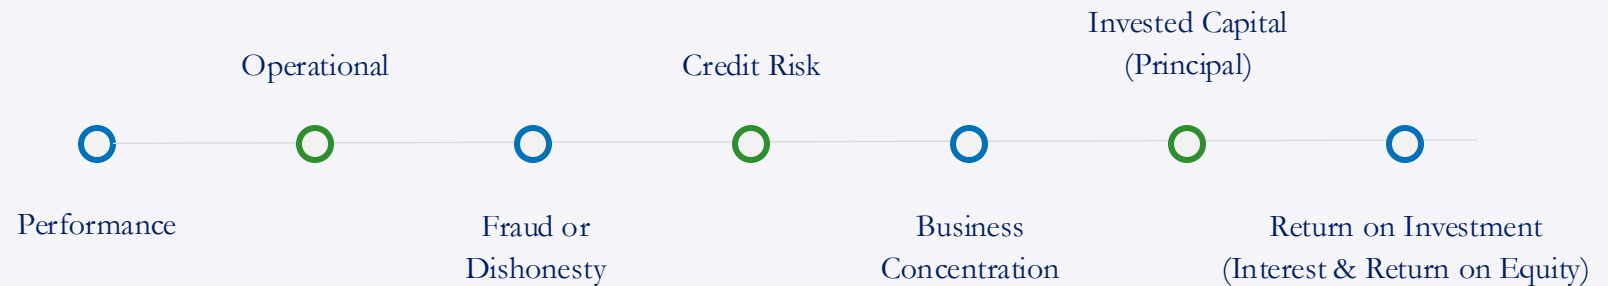 Performance
Operational
Fraud or
Dishonesty
Credit Risk
Business
Concentration
Invested Capital
(Principal)
Return on Investment
(Interest & Return on Equity)